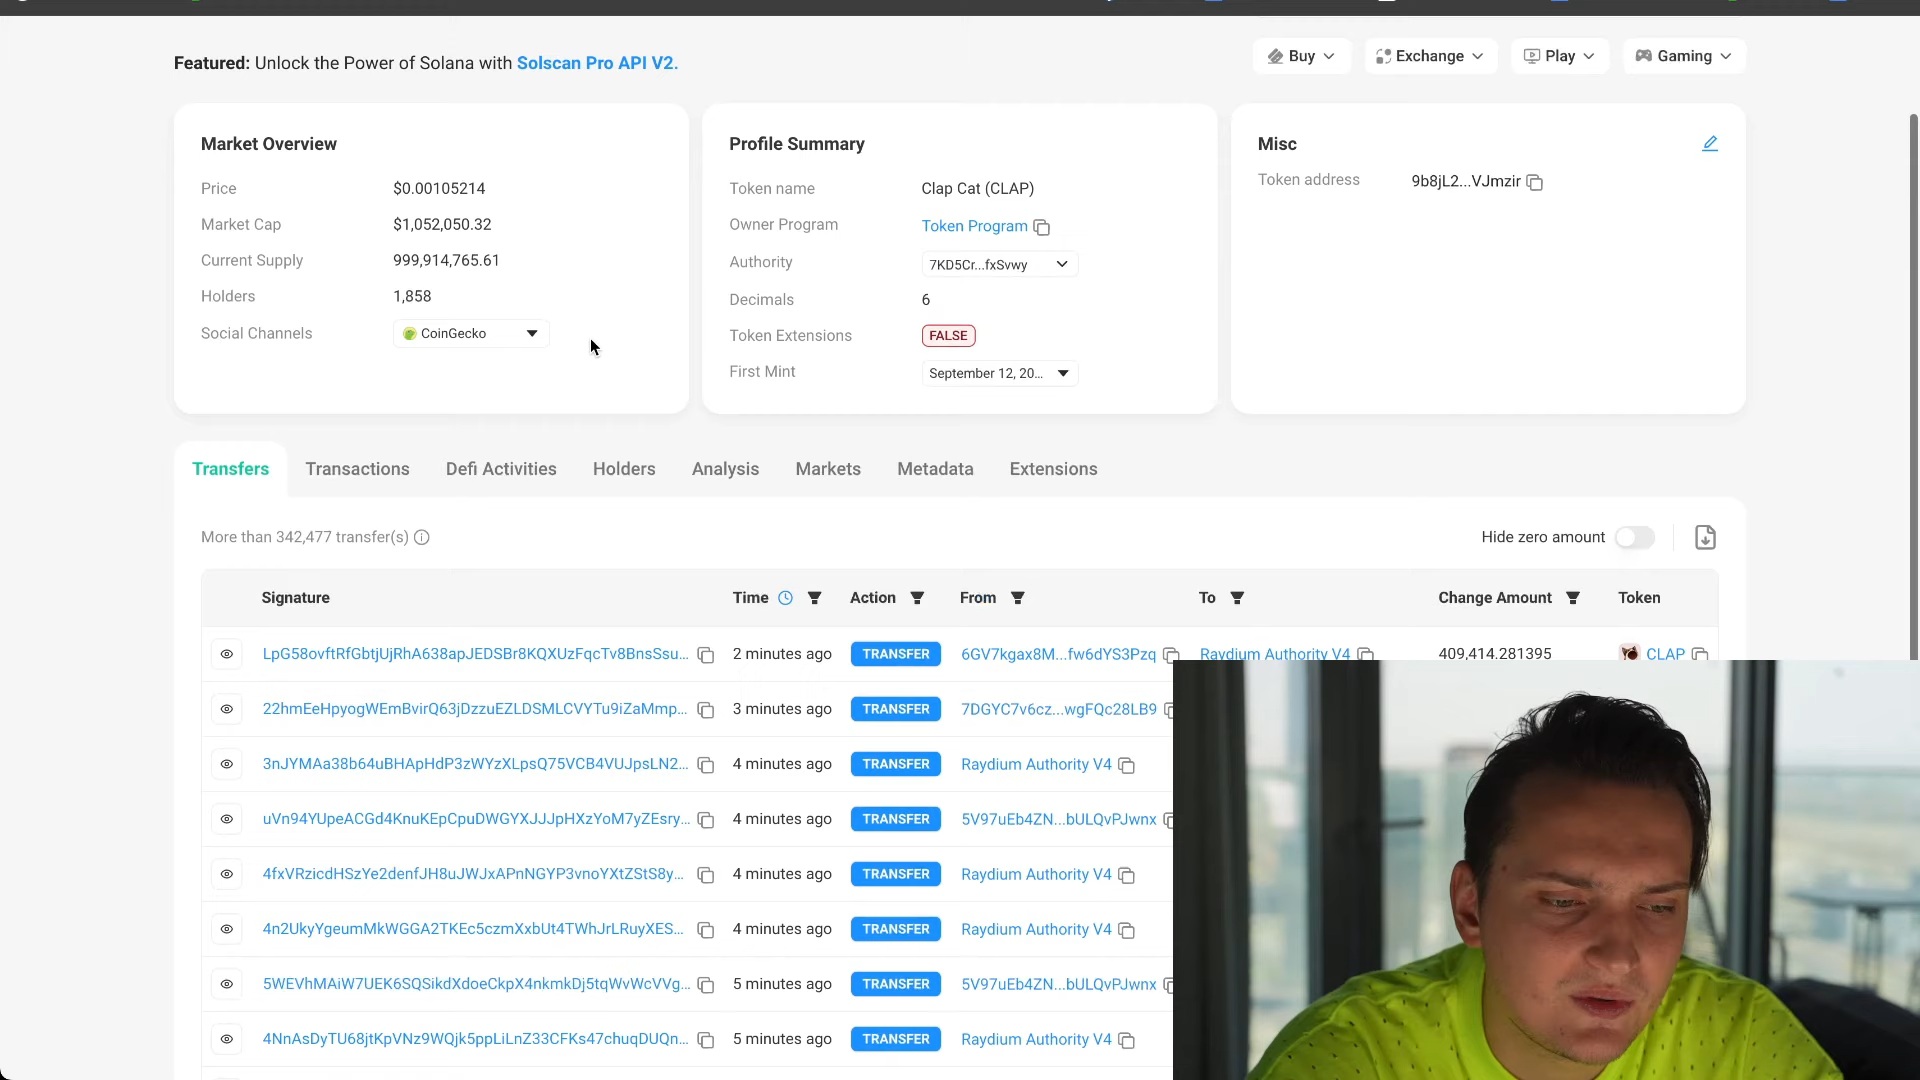 Featured: Unlock the Power of Solana with Solscan Pro API V2.
Buy Exchange Play Gaming
Market Overview
Price $0.00105214
Market Cap $1,052,050.32
Current Supply 999,914,765.61
Holders 1,858
Social Channels CoinGecko
Profile Summary
Token name Clap Cat (CLAP)
Owner Program Token Program
Authority 7KD5Cr...fxSvwy
Decimals 6
Token Extensions FALSE
First Mint September 12, 20...
Misc
Token address 9b8jL2...VJmzir
Transfers Transactions Defi Activities Holders Analysis Markets Metadata Extensions
More than 342,477 transfer(s)
Hide zero amount
Signature Time Action From To Change Amount Token
LpG58ovftRfGbtjUjRhA638apJEDSBr8KQXUzFqcTv8BnsSsu... 2 minutes ago TRANSFER 6GV7kgax8M...fw6dYS3Pzq Raydium Authority V4 409,414.281395 CLAP
22hmEeHpyogWEmBvirQ63jDzzuEZLDSMLCVYTu9iZaMmp... 3 minutes ago TRANSFER 7DGYC7v6cz...wgFQc28LB9
3nJYMAa38b64uBHApHdP3zWYzXLpsQ75VCB4VUJpsLN2... 4 minutes ago TRANSFER Raydium Authority V4
uVn94YUpeACGd4KnuKEpCpuDWGYXJJJpHXzYoM7yZEsry... 4 minutes ago TRANSFER 5V97uEb4ZN...bULQvPJwnx
4fxVRzicdHSzYe2denfJH8uJWJxAPnNGYP3vnoYXtZStS8y... 4 minutes ago TRANSFER Raydium Authority V4
4n2UkyYgeumMkWGGA2TKEc5czmXxbUt4TWhJrLRuyXES... 4 minutes ago TRANSFER Raydium Authority V4
5WEVhMAiW7UEK6SQSikdXdoeCkpX4nkmkDj5tqWvWcVVg... 5 minutes ago TRANSFER 5V97uEb4ZN...bULQvPJwnx
4NnAsDyTU68jtKpVNz9WQjk5ppLiLnZ33CFKs47chuqDUQn... 5 minutes ago TRANSFER Raydium Authority V4